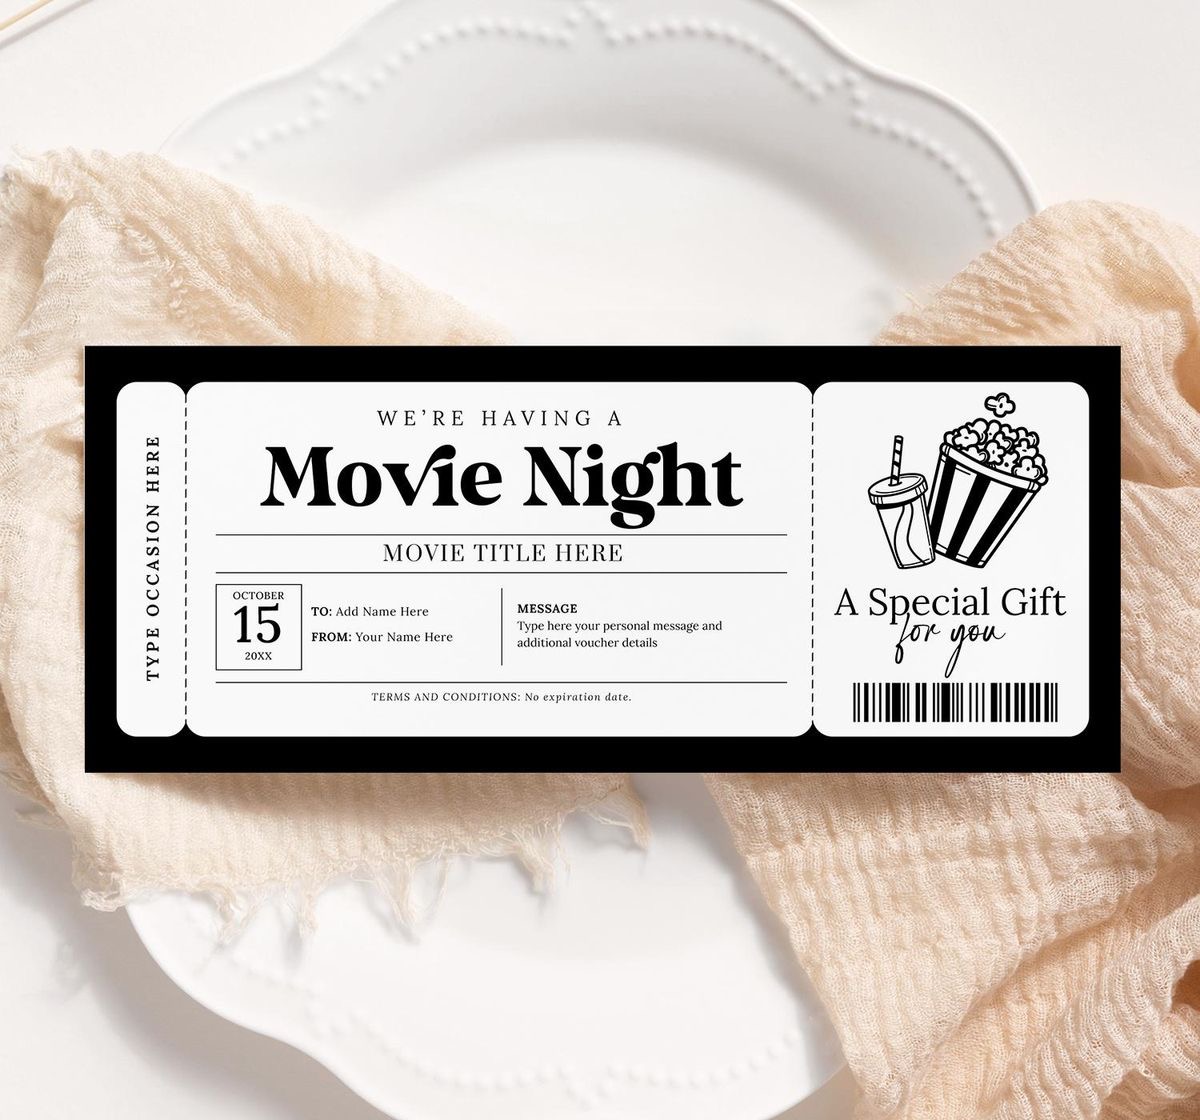 TYPE OCCASION HERE
WE'RE HAVING A
Movie Night
MOVIE TITLE HERE
OCTOBER
15
20XX
TO: Add Name Here
FROM: Your Name Here
MESSAGE
Type here your personal message and
additional voucher details
TERMS AND CONDITIONS: No expiration date.
A Special Gift
for you